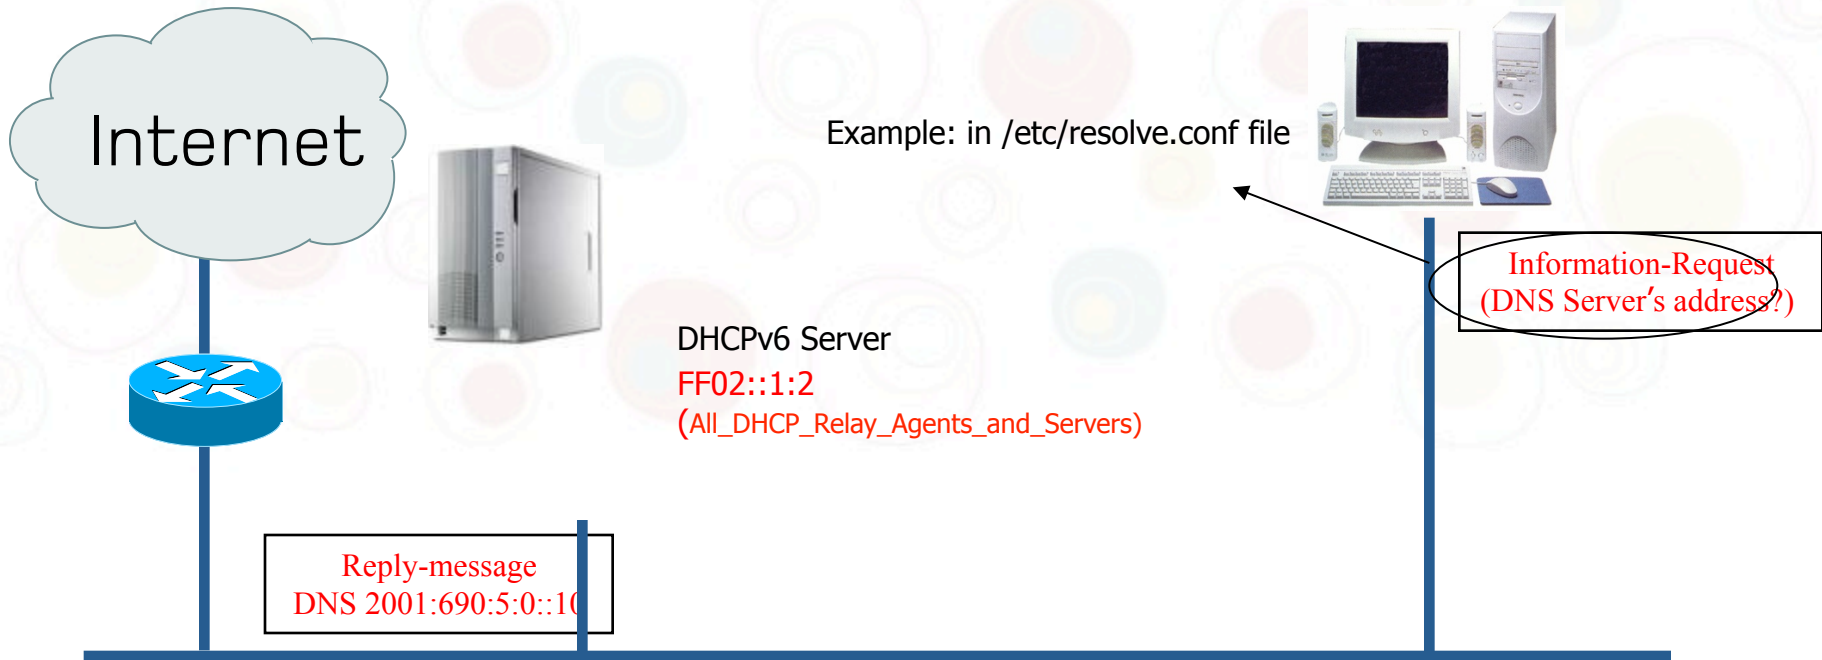 Internet
Example: in /etc/resolve.conf file
Information-Request
(DNS Server’s address?)
DHCPv6 Server
FF02::1:2
(All_DHCP_Relay_Agents_and_Servers)
Reply-message
DNS 2001:690:5:0::10